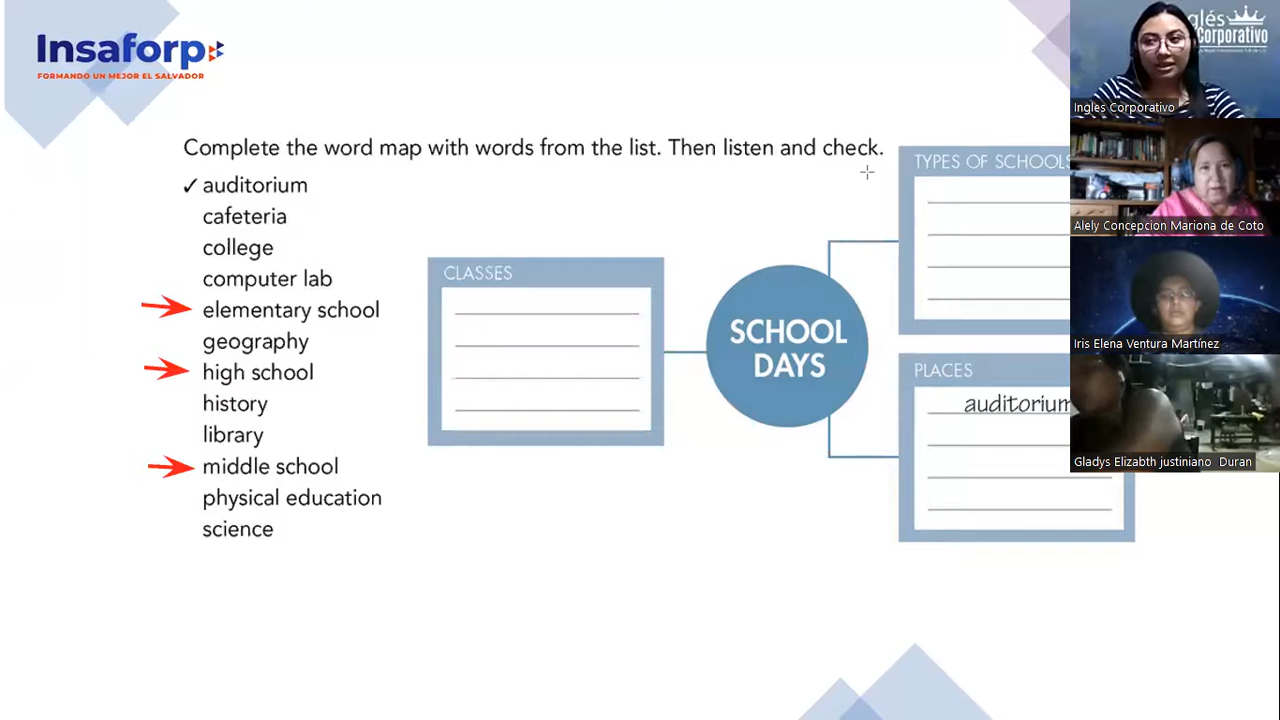 Insaforp
FORMANDO UN MEJOR EL SALVADOR
Complete the word map with words from the list. Then listen and check.
✓ auditorium
cafeteria
college
computer lab
elementary school
geography
high school
history
library
middle school
physical education
science
CLASSES
SCHOOL
DAYS
TYPES OF SCHOOLS
PLACES
auditorium
Corporativo
Ingles Corporativo
Alely Concepcion Mariona de Coto
Iris Elena Ventura Martínez
Gladys Elizabth justiniano Duran